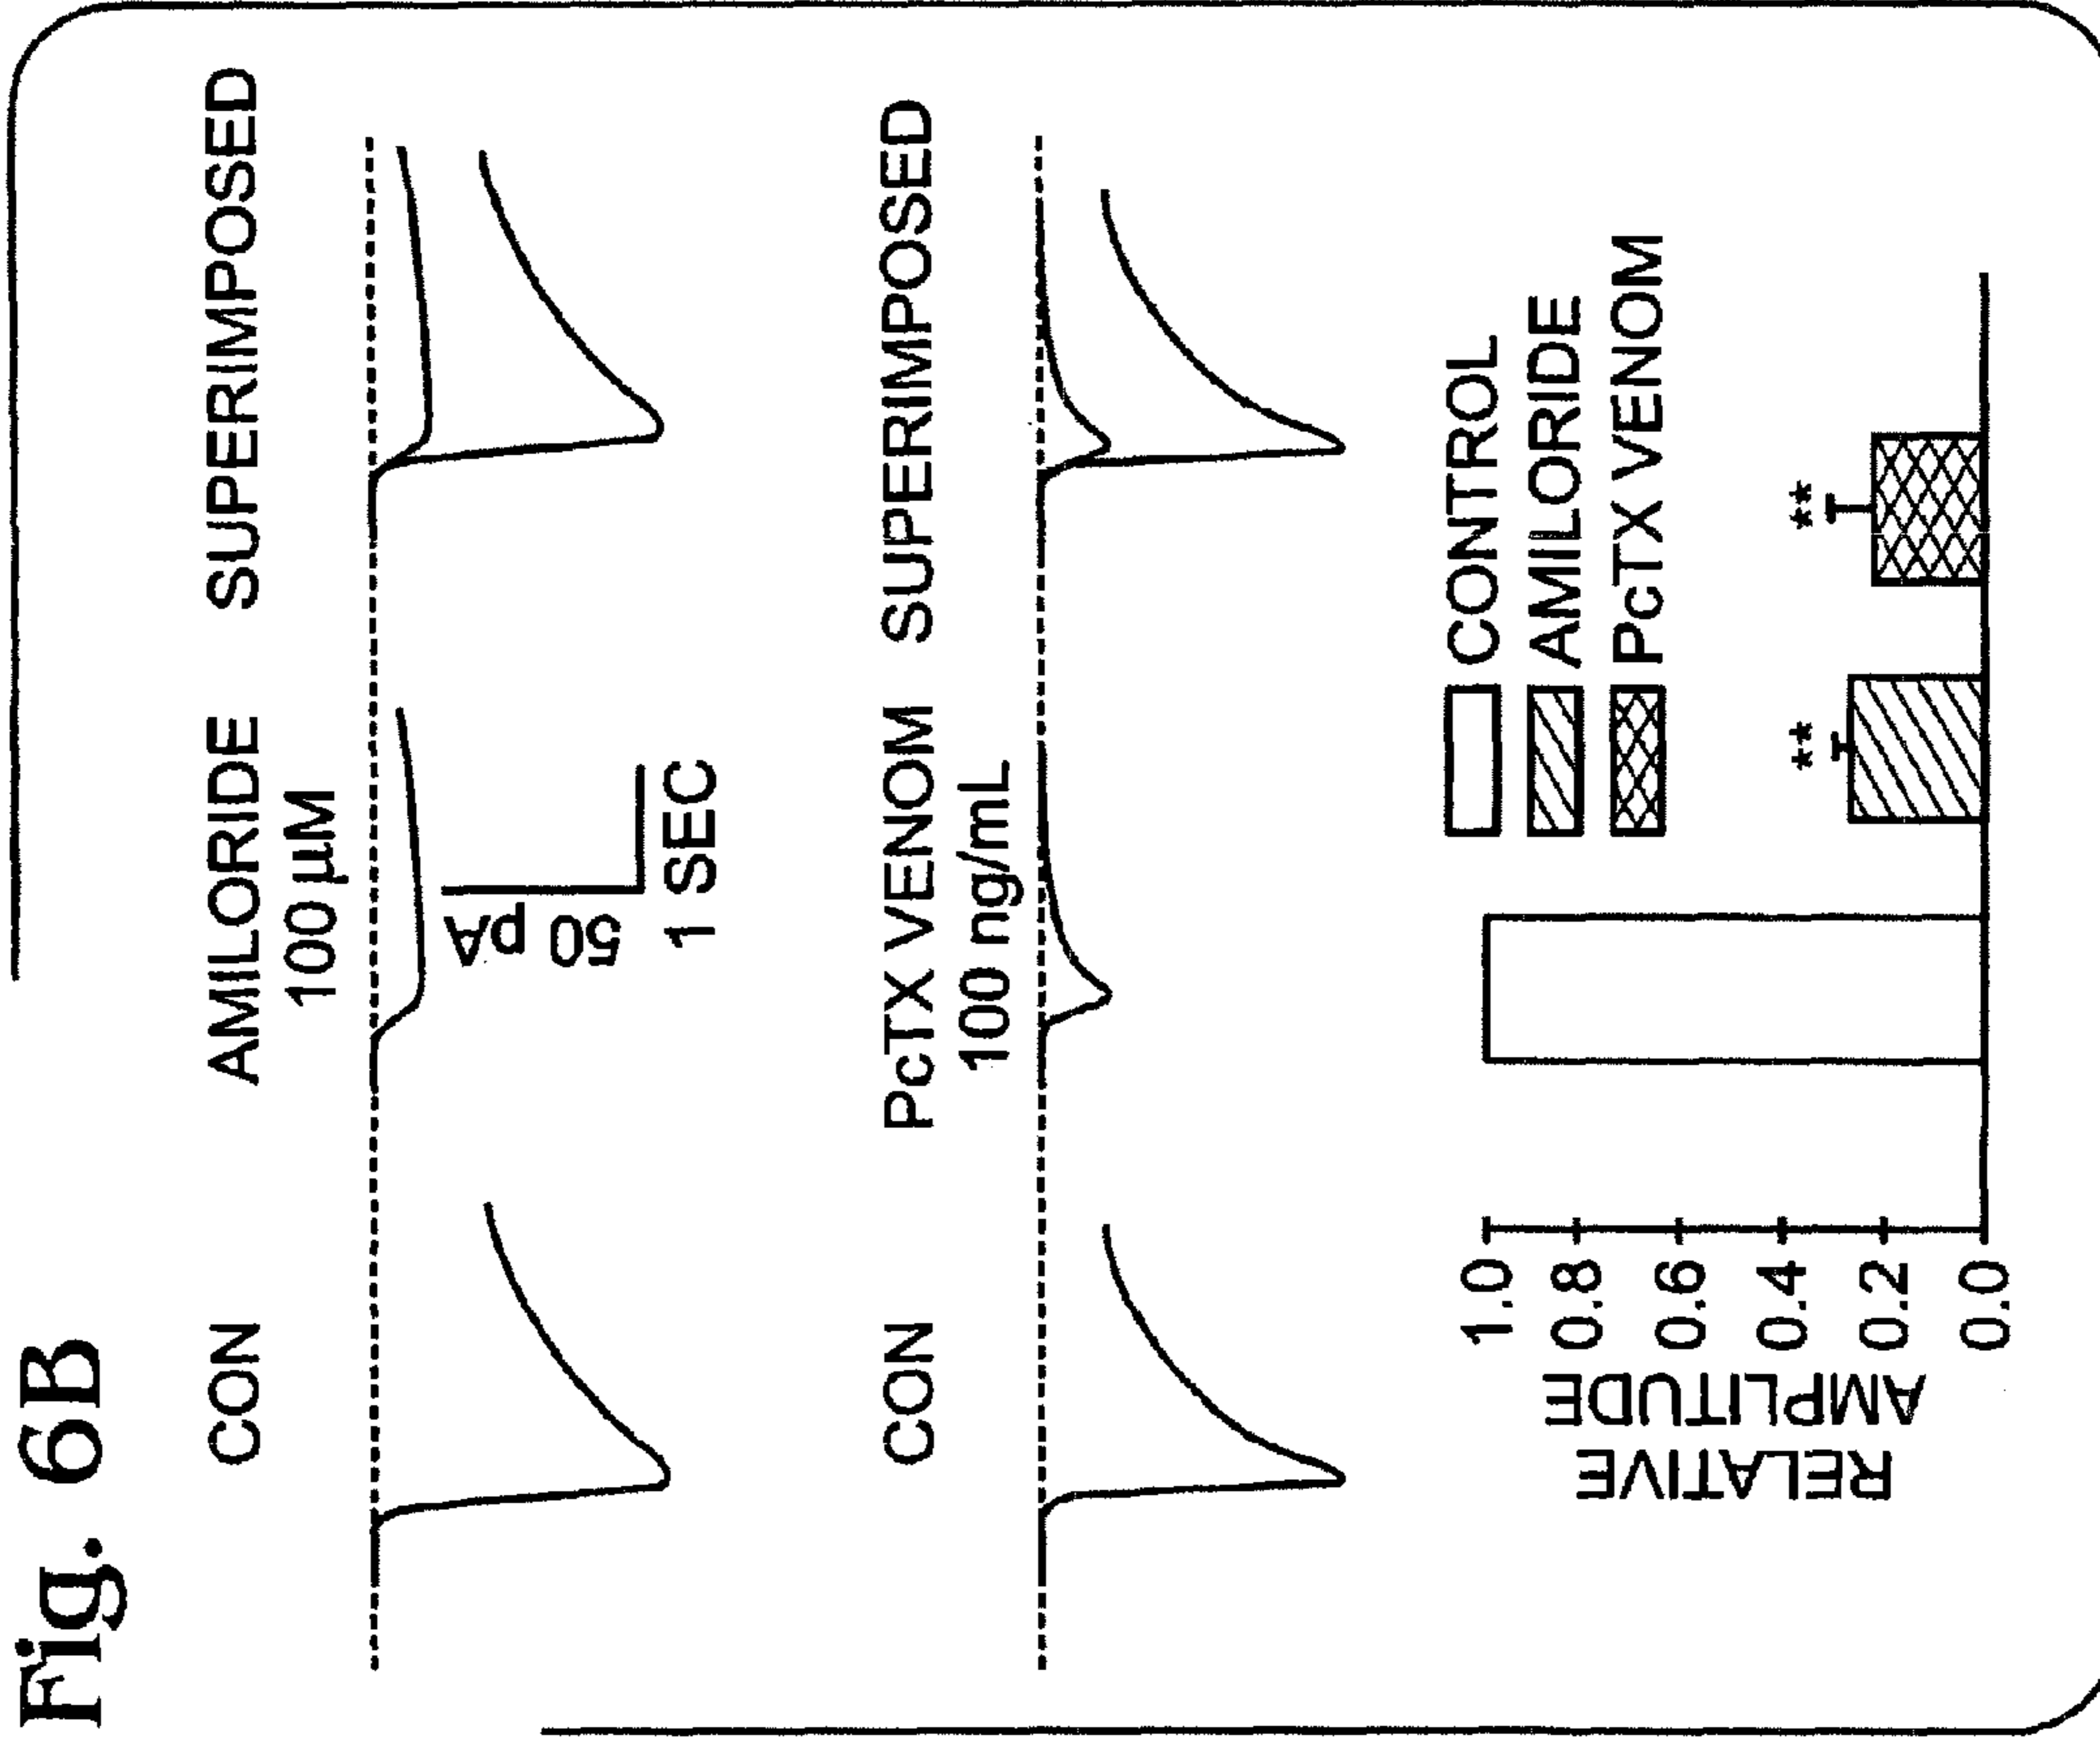 Fig. 6B
CON
AMILORIDE
100 µM
SUPERIMPOSED
50 pA
1 SEC
CON
PcTX VENOM
100 ng/mL
SUPERIMPOSED
CONTROL
AMILORIDE
PcTX VENOM
RELATIVE
AMPLITUDE
1.0
0.8
0.6
0.4
0.2
0.0
**
**